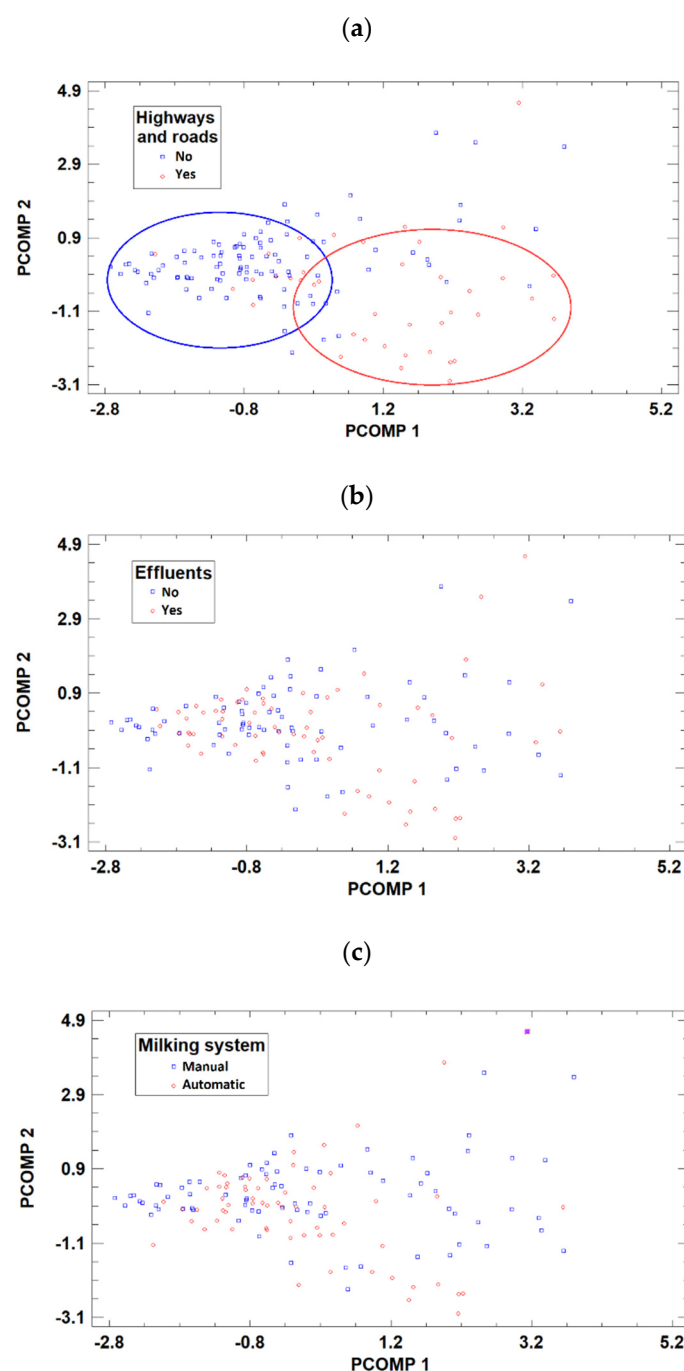 (a)
4.9
2.9
0.9
-1.1
-3.1
PCOMP 2
Highways
and roads
No
Yes
-2.8 -0.8 1.2 3.2 5.2
PCOMP 1
(b)
4.9
2.9
0.9
-1.1
-3.1
PCOMP 2
Effluents
No
Yes
-2.8 -0.8 1.2 3.2 5.2
PCOMP 1
(c)
4.9
2.9
0.9
-1.1
-3.1
PCOMP 2
Milking system
Manual
Automatic
-2.8 -0.8 1.2 3.2 5.2
PCOMP 1